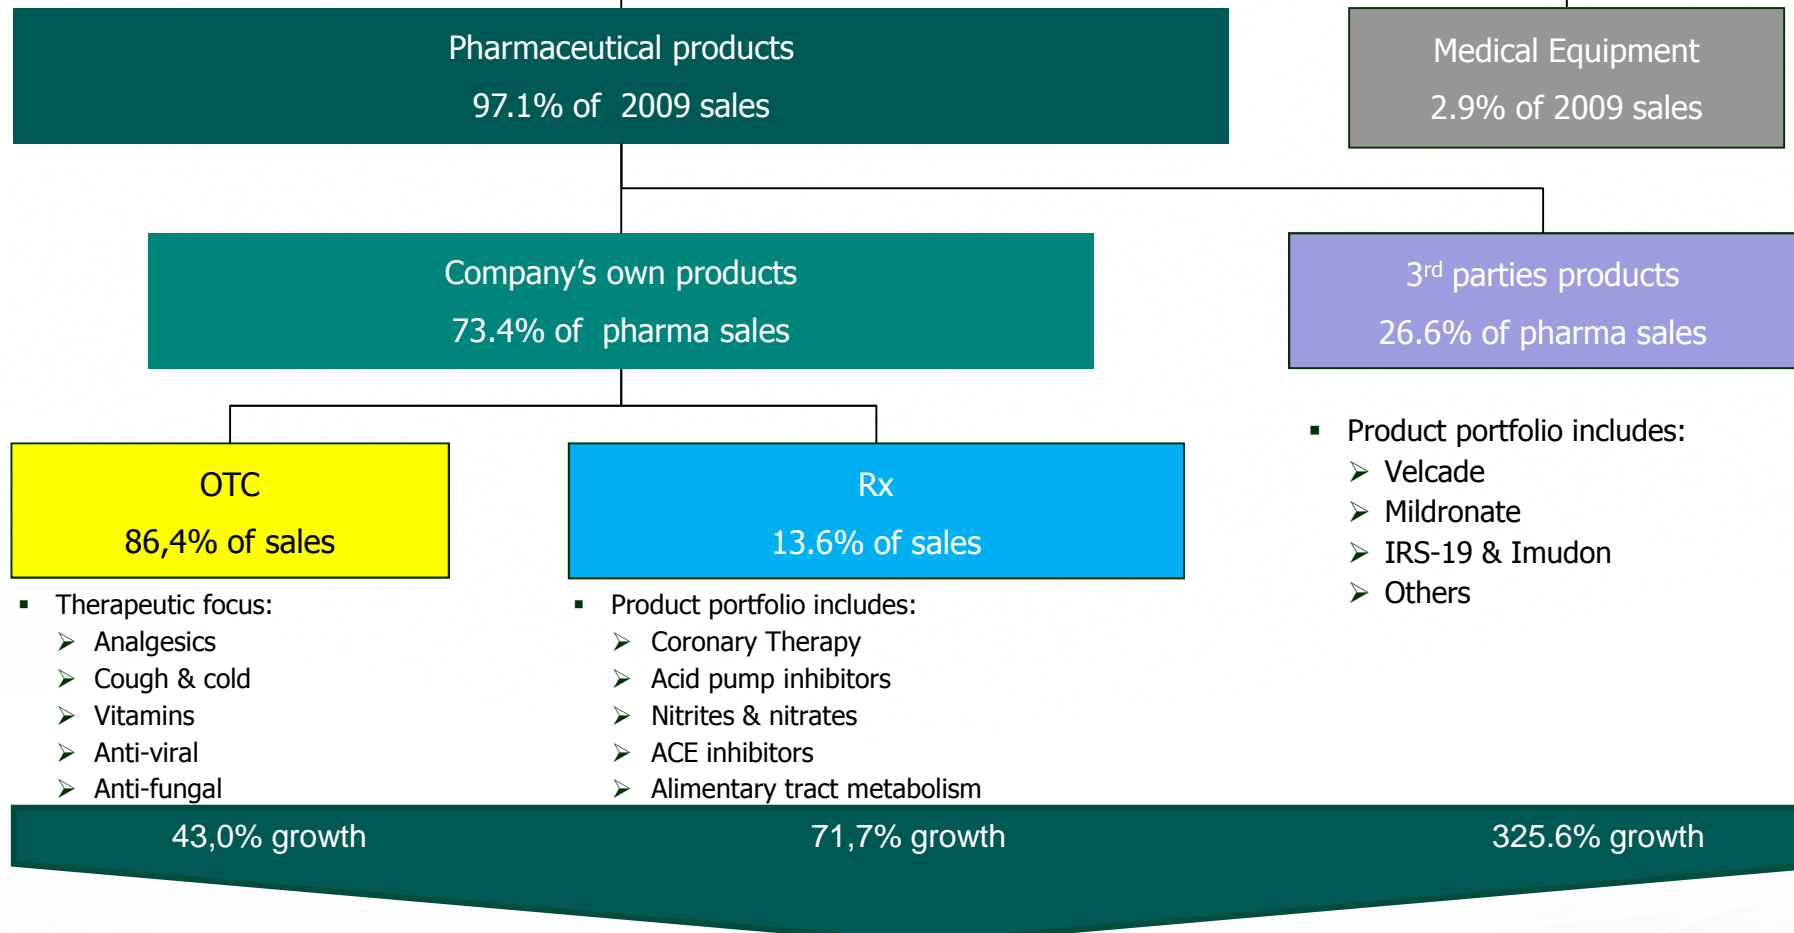 Pharmaceutical products
97.1% of 2009 sales
Medical Equipment
2.9% of 2009 sales
Company’s own products
73.4% of pharma sales
3rd parties products
26.6% of pharma sales
OTC
86,4% of sales
Rx
13.6% of sales
▪ Therapeutic focus:
➢ Analgesics
➢ Cough & cold
➢ Vitamins
➢ Anti-viral
➢ Anti-fungal
▪ Product portfolio includes:
➢ Coronary Therapy
➢ Acid pump inhibitors
➢ Nitrites & nitrates
➢ ACE inhibitors
➢ Alimentary tract metabolism
▪ Product portfolio includes:
➢ Velcade
➢ Mildronate
➢ IRS-19 & Imudon
➢ Others
43,0% growth
71,7% growth
325.6% growth